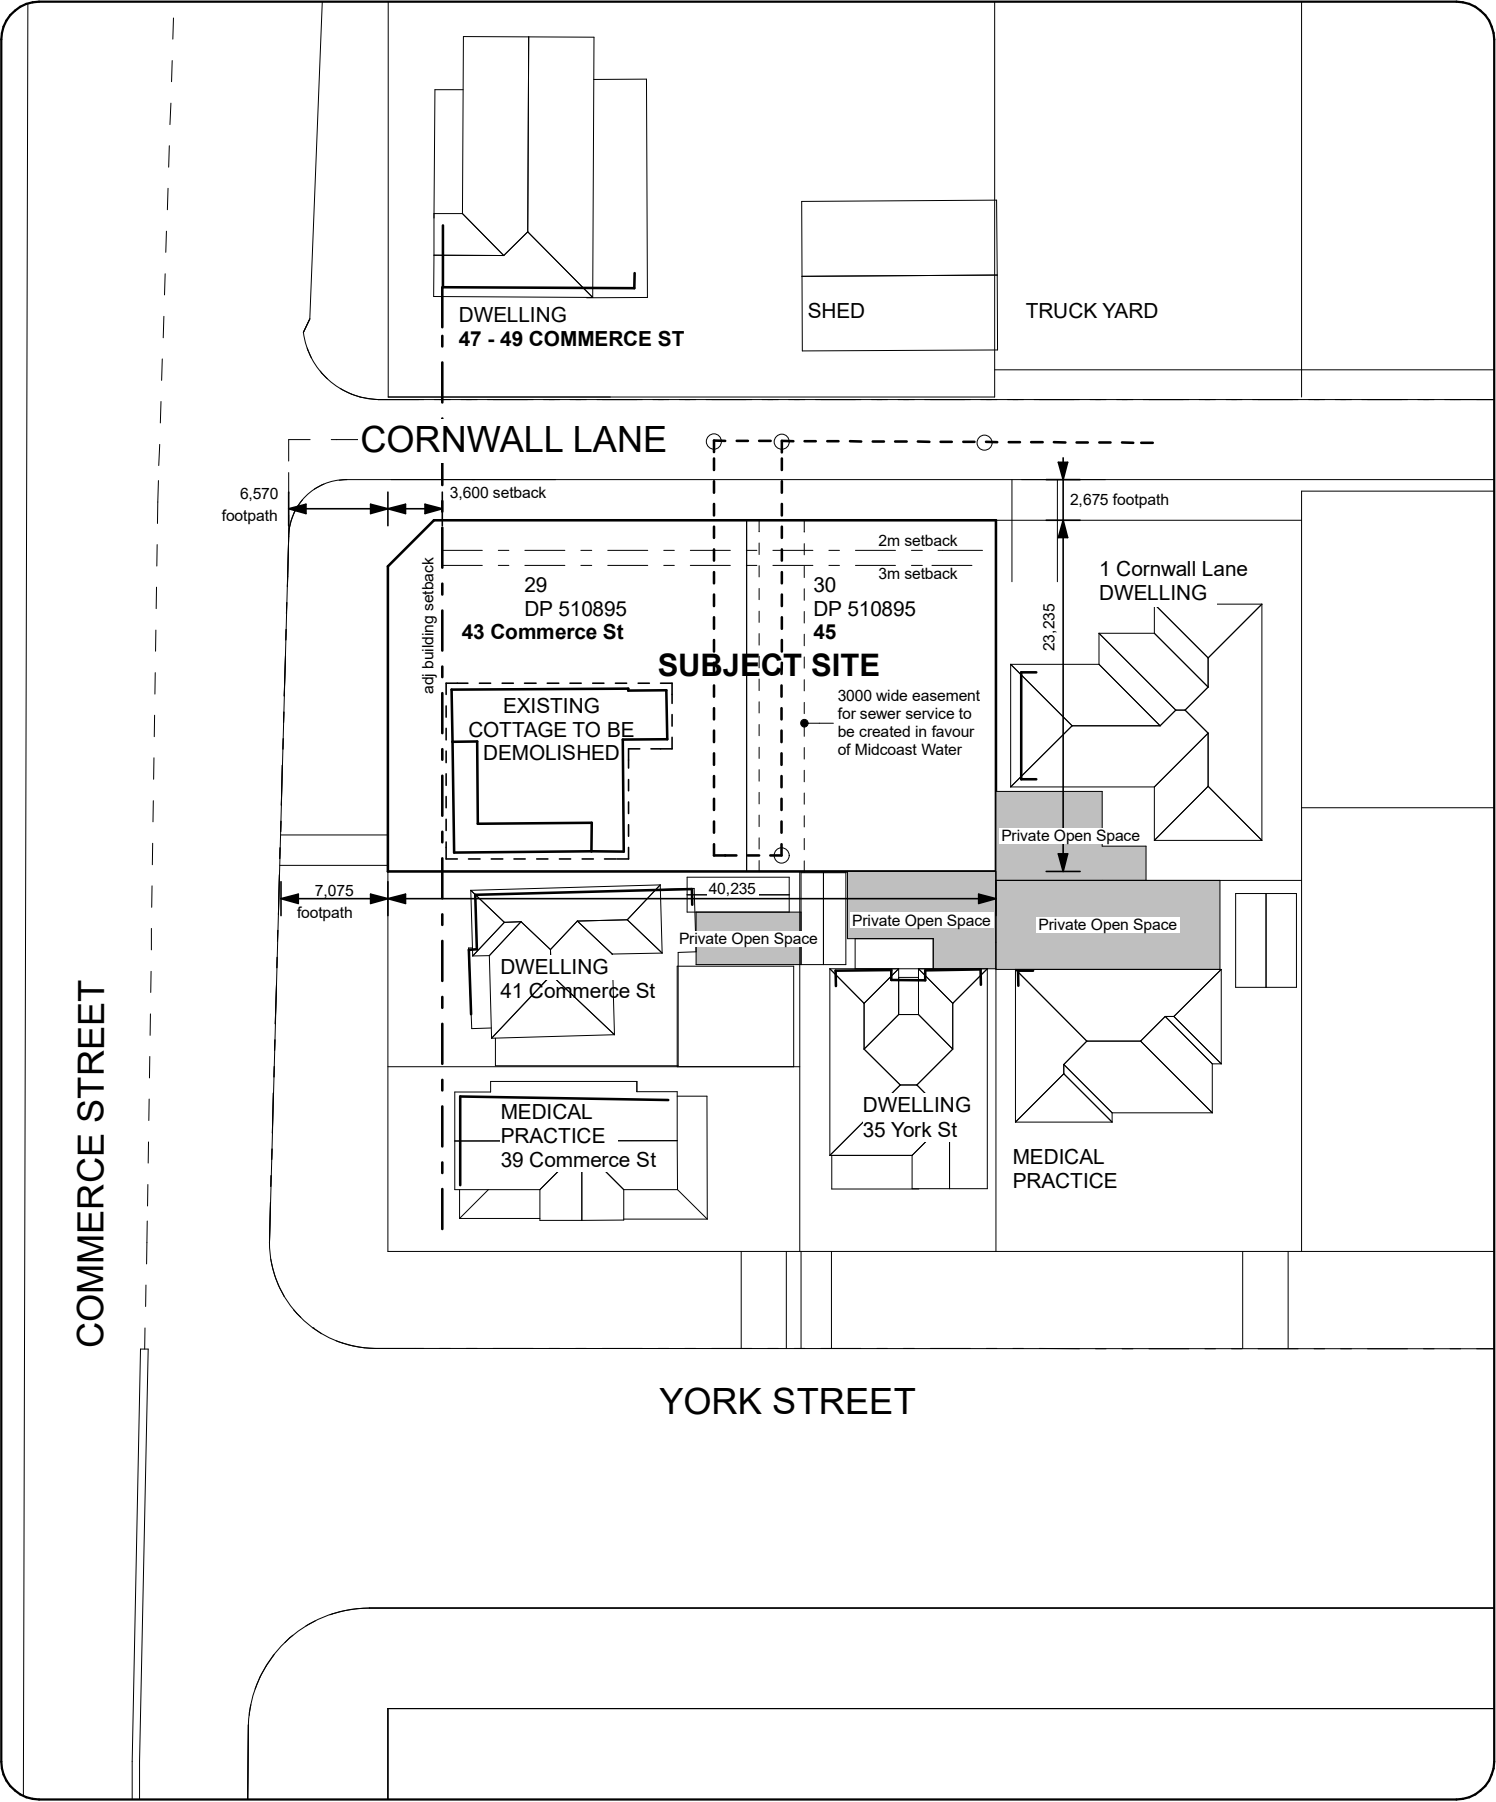 DWELLING
47 - 49 COMMERCE ST
SHED
TRUCK YARD
CORNWALL LANE
6,570
footpath
3,600 setback
2,675 footpath
2m setback
3m setback
adj building setback
29
DP 510895
43 Commerce St
30
DP 510895
45
SUBJECT SITE
23,235
1 Cornwall Lane
DWELLING
EXISTING
COTTAGE TO BE
DEMOLISHED
3000 wide easement
for sewer service to
be created in favour
of Midcoast Water
Private Open Space
7,075
footpath
40,235
Private Open Space
Private Open Space
Private Open Space
DWELLING
41 Commerce St
MEDICAL
PRACTICE
39 Commerce St
DWELLING
35 York St
MEDICAL
PRACTICE
COMMERCE STREET
YORK STREET